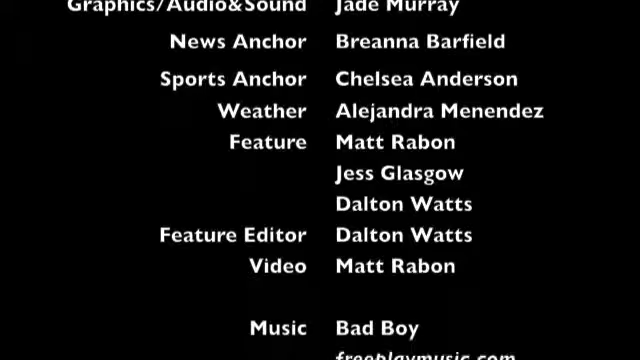 Graphics/Audio&Sound Jade Murray
News Anchor Breanna Barfield
Sports Anchor Chelsea Anderson
Weather Alejandra Menendez
Feature Matt Rabon
Jess Glasgow
Dalton Watts
Feature Editor Dalton Watts
Video Matt Rabon
Music Bad Boy
freeplaymusic.com